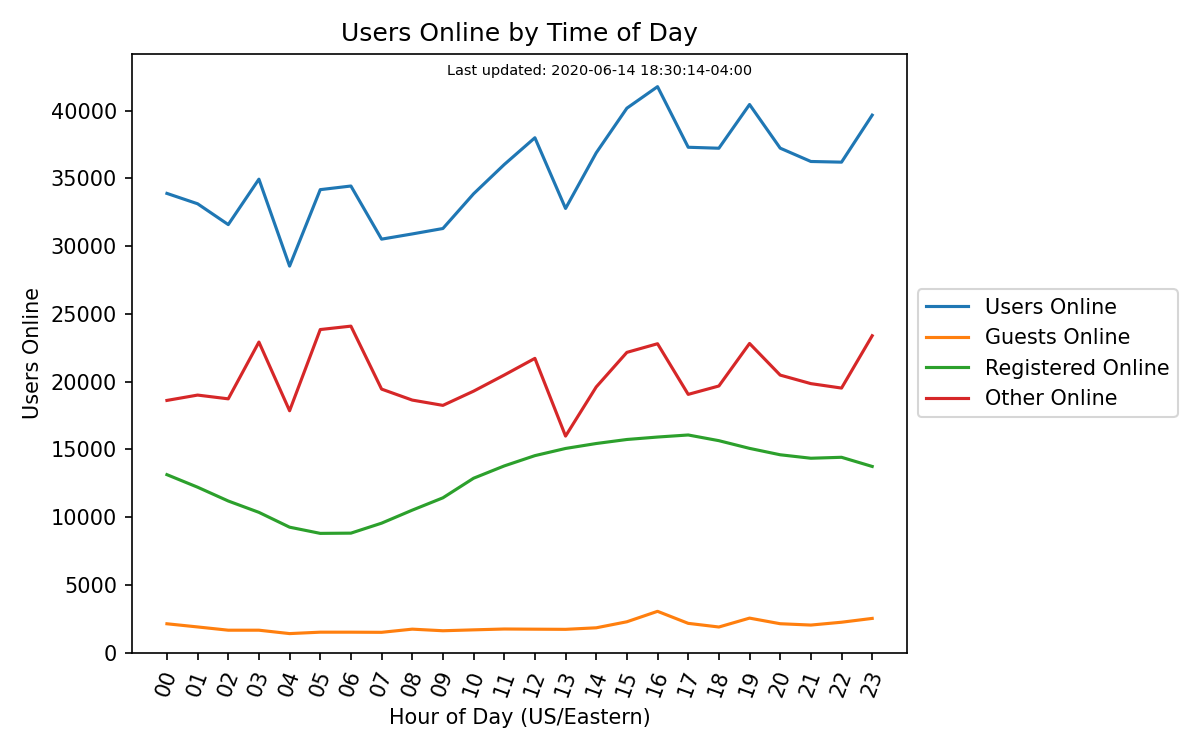 Users Online by Time of Day
Last updated: 2020-06-14 18:30:14-04:00
Users Online
40000
35000
30000
25000
20000
15000
10000
5000
0
00 01 02 03 04 05 06 07 08 09 10 11 12 13 14 15 16 17 18 19 20 21 22 23
Hour of Day (US/Eastern)
Users Online
Guests Online
Registered Online
Other Online